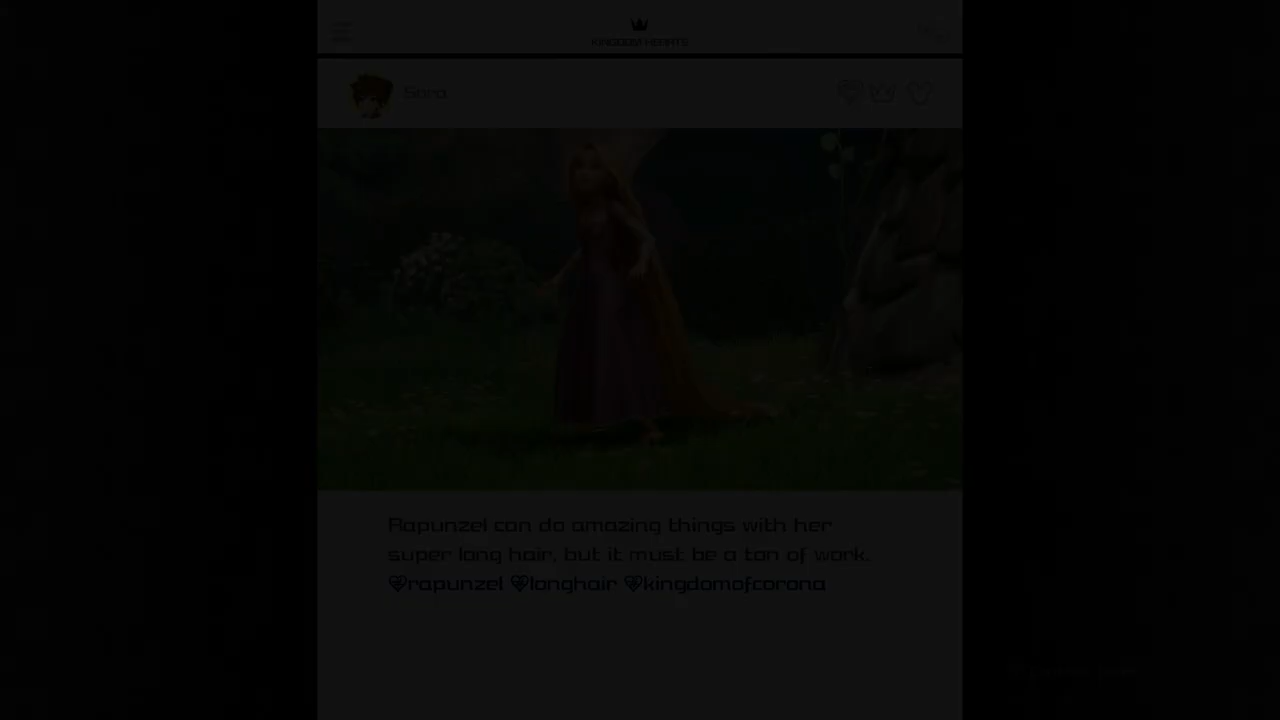 KINGDOM HEARTS
Sora
Rapunzel can do amazing things with her
super long hair, but it must be a ton of work.
rapunzel longhair kingdomofcorona